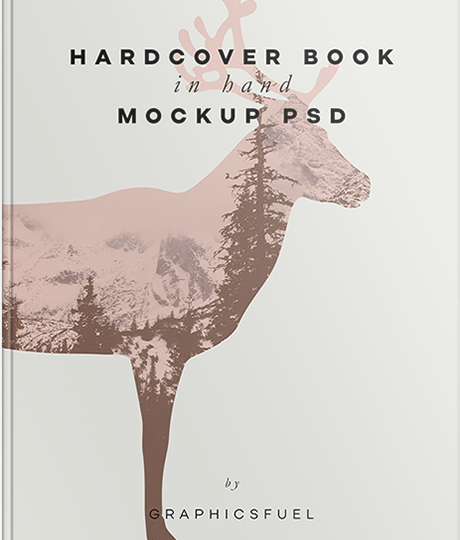 HARDCOVER BOOK
in hand
MOCKUP PSD
by
GRAPHICSFUEL